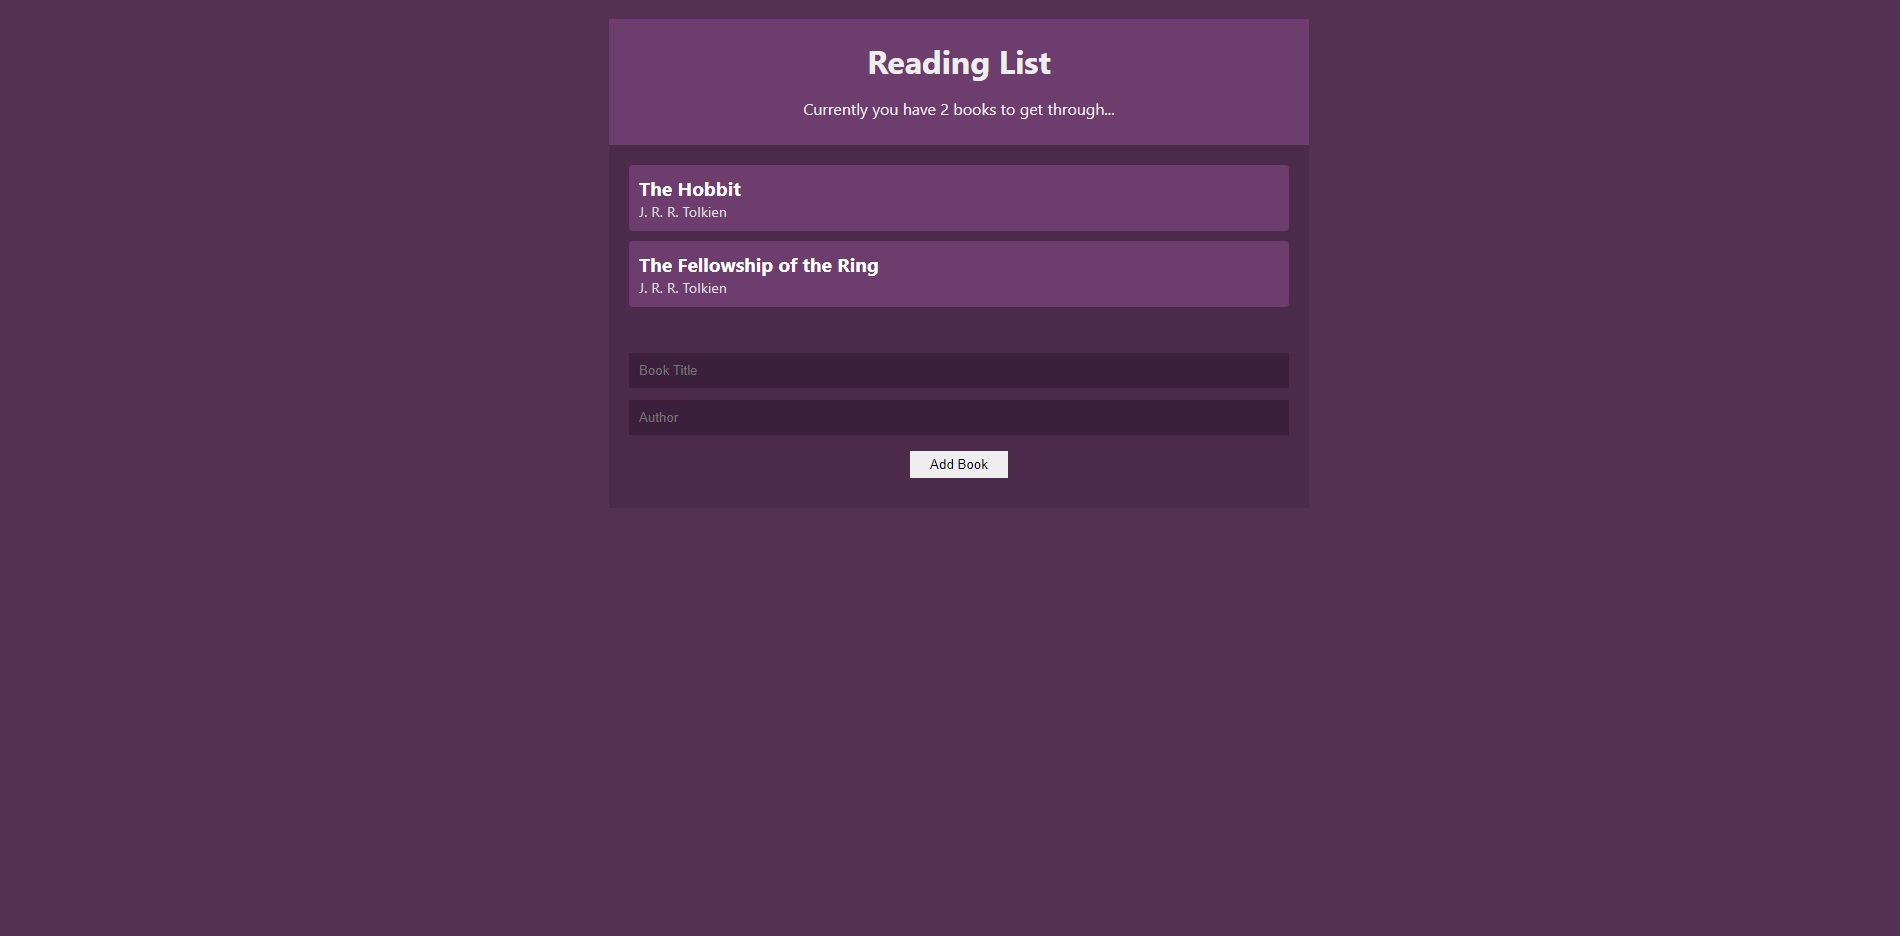 Reading List
Currently you have 2 books to get through...
The Hobbit
J. R. R. Tolkien
The Fellowship of the Ring
J. R. R. Tolkien
Book Title
Author
Add Book